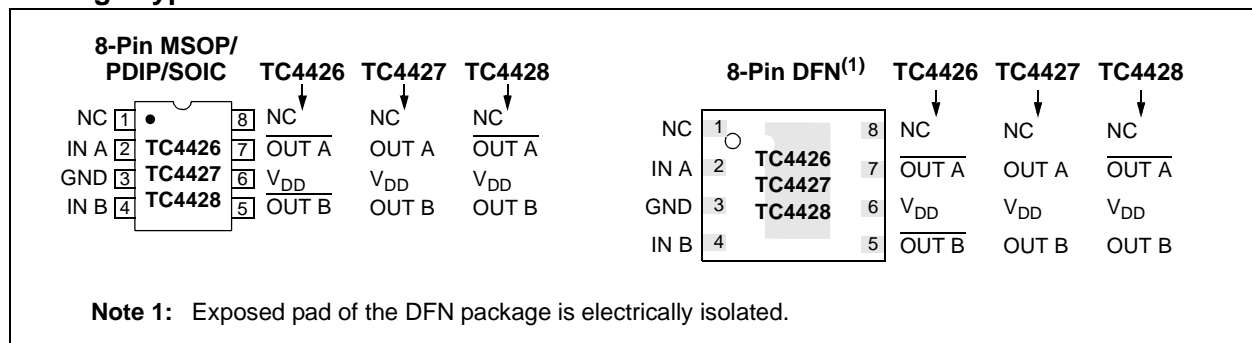 8-Pin MSOP/
PDIP/SOIC TC4426 TC4427 TC4428
NC 1 8 NC NC NC
IN A 2 TC4426 7 OUT A OUT A OUT A
GND 3 TC4427 6 VDD VDD VDD
IN B 4 TC4428 5 OUT B OUT B OUT B
8-Pin DFN(1) TC4426 TC4427 TC4428
NC 1 8 NC NC NC
IN A 2 TC4426 7 OUT A OUT A OUT A
TC4427
GND 3 TC4428 6 VDD VDD VDD
IN B 4 5 OUT B OUT B OUT B
Note 1: Exposed pad of the DFN package is electrically isolated.